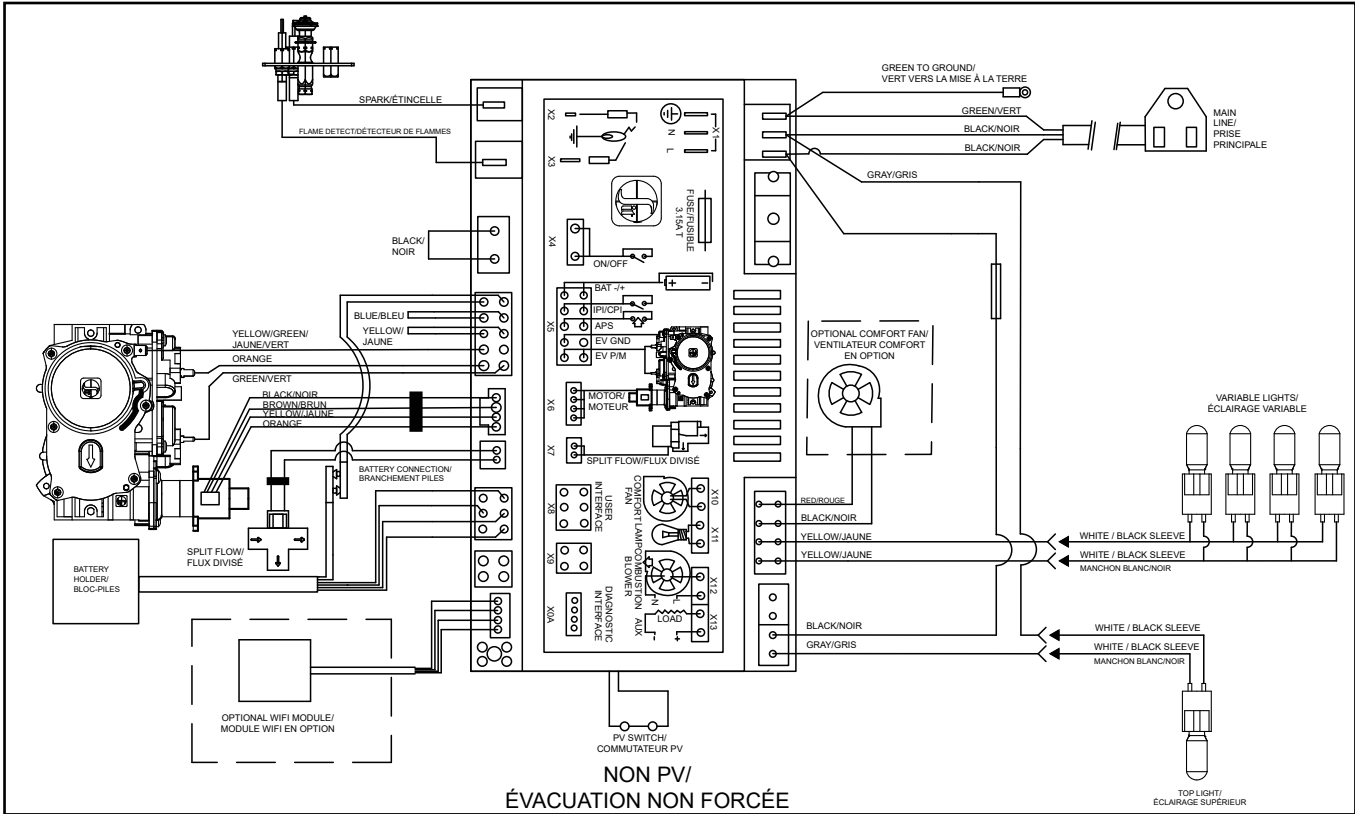 SPARK/ÉTINCELLE
FLAME DETECT/DÉTECTEUR DE FLAMMES
BLACK/
NOIR
BLUE/BLEU
YELLOW/
JAUNE
YELLOW/GREEN/
JAUNE/VERT
ORANGE
GREEN/VERT
BLACK/NOIR
BROWN/BRUN
YELLOW/JAUNE
ORANGE
BATTERY CONNECTION/
BRANCHEMENT PILES
SPLIT FLOW/
FLUX DIVISÉ
BATTERY
HOLDER/
BLOC-PILES
OPTIONAL WIFI MODULE/
MODULE WIFI EN OPTION
X2
X3
N
L
X1
FUSE/FUSIBLE
3.15A T
X4
ON/OFF
X5
BAT -/+
+ -
IPI/CPI
APS
EV GND
EV P/M
X6
MOTOR/
MOTEUR
X7
SPLIT FLOW/FLUX DIVISÉ
X8
USER
INTERFACE
X9
X0A
DIAGNOSTIC
INTERFACE
COMFORT
FAN
X10
LAMP
X11
COMBUSTION
BLOWER
X12
N
L
AUX
LOAD
- +
X13
PV SWITCH/
COMMUTATEUR PV
NON PV/
ÉVACUATION NON FORCÉE
GREEN TO GROUND/
VERT VERS LA MISE À LA TERRE
GREEN/VERT
BLACK/NOIR
BLACK/NOIR
MAIN
LINE/
PRISE
PRINCIPALE
GRAY/GRIS
OPTIONAL COMFORT FAN/
VENTILATEUR COMFORT
EN OPTION
VARIABLE LIGHTS/
ÉCLAIRAGE VARIABLE
RED/ROUGE
BLACK/NOIR
YELLOW/JAUNE
YELLOW/JAUNE
WHITE / BLACK SLEEVE
WHITE / BLACK SLEEVE
MANCHON BLANC/NOIR
BLACK/NOIR
GRAY/GRIS
WHITE / BLACK SLEEVE
WHITE / BLACK SLEEVE
MANCHON BLANC/NOIR
TOP LIGHT/
ÉCLAIRAGE SUPÉRIEUR